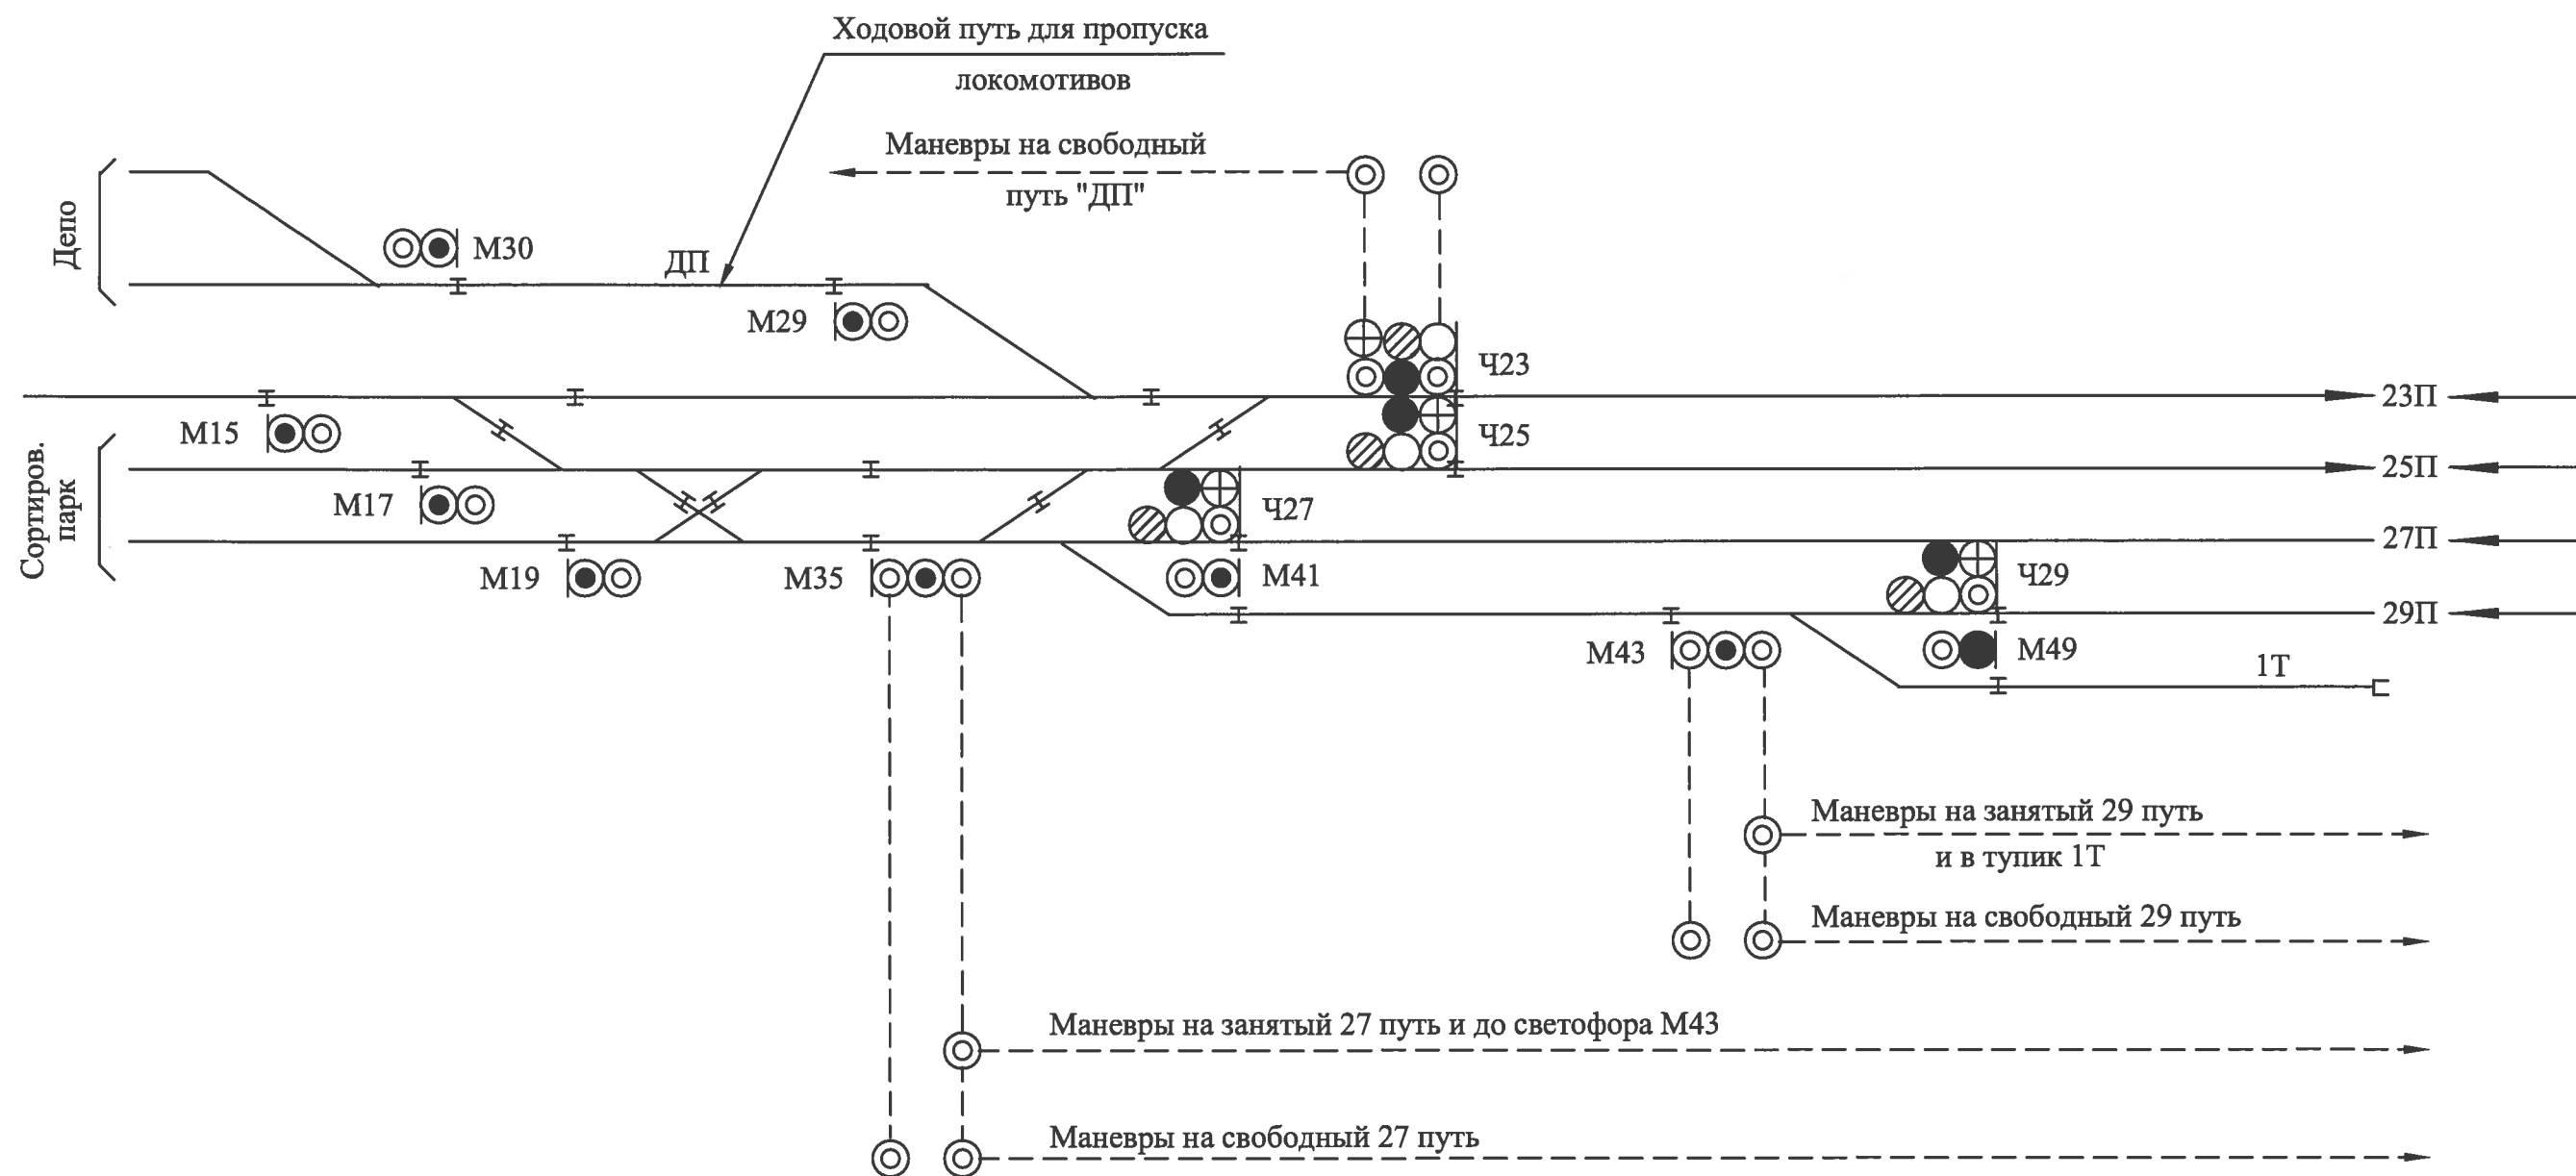 Ходовой путь для пропуска
локомотивов
Маневры на свободный
путь "ДП"
Депо
М30
ДП
М29
Ч23
23П
М15
Ч25
25П
Сортиров.
парк
М17
Ч27
27П
М19
М35
М41
Ч29
29П
М43
М49
1Т
Маневры на занятый 29 путь
и в тупик 1Т
Маневры на свободный 29 путь
Маневры на занятый 27 путь и до светофора М43
Маневры на свободный 27 путь